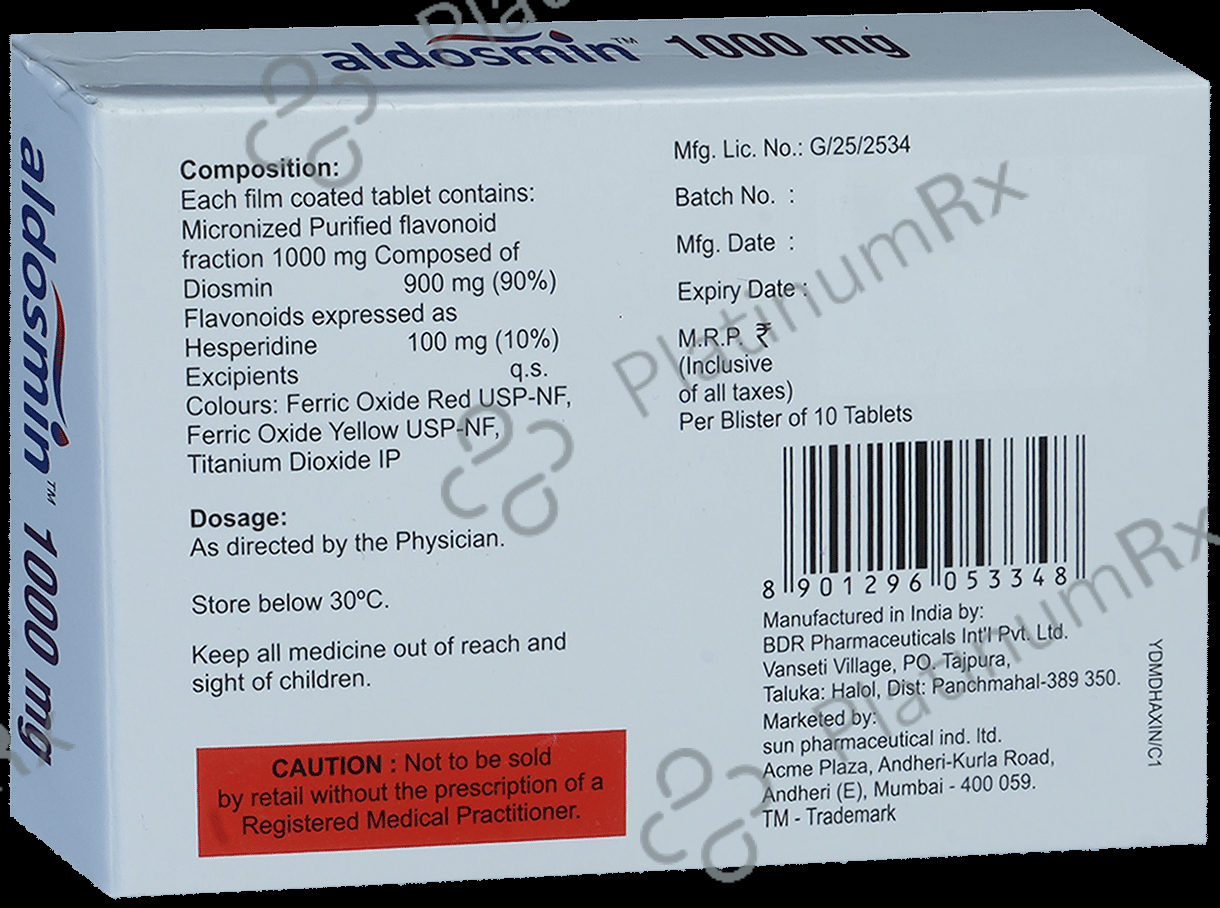 aldosmin™ 1000 mg
aldosmin™ 1000 mg
Composition:
Each film coated tablet contains:
Micronized Purified flavonoid
fraction 1000 mg Composed of
Diosmin 900 mg (90%)
Flavonoids expressed as
Hesperidine 100 mg (10%)
Excipients q.s.
Colours: Ferric Oxide Red USP-NF,
Ferric Oxide Yellow USP-NF,
Titanium Dioxide IP
Dosage:
As directed by the Physician.
Store below 30ºC.
Keep all medicine out of reach and
sight of children.
CAUTION : Not to be sold
by retail without the prescription of a
Registered Medical Practitioner.
Mfg. Lic. No.: G/25/2534
Batch No. :
Mfg. Date :
Expiry Date :
M.R.P. ₹
(Inclusive
of all taxes)
Per Blister of 10 Tablets
8 901296 053348
Manufactured in India by:
BDR Pharmaceuticals Int'l Pvt. Ltd.
Vanseti Village, PO. Tajpura,
Taluka: Halol, Dist: Panchmahal-389 350.
Marketed by:
sun pharmaceutical ind. ltd.
Acme Plaza, Andheri-Kurla Road,
Andheri (E), Mumbai - 400 059.
TM - Trademark
YDMDHAXIN/C1
PlatinumRx
PlatinumRx
Plat
Rx